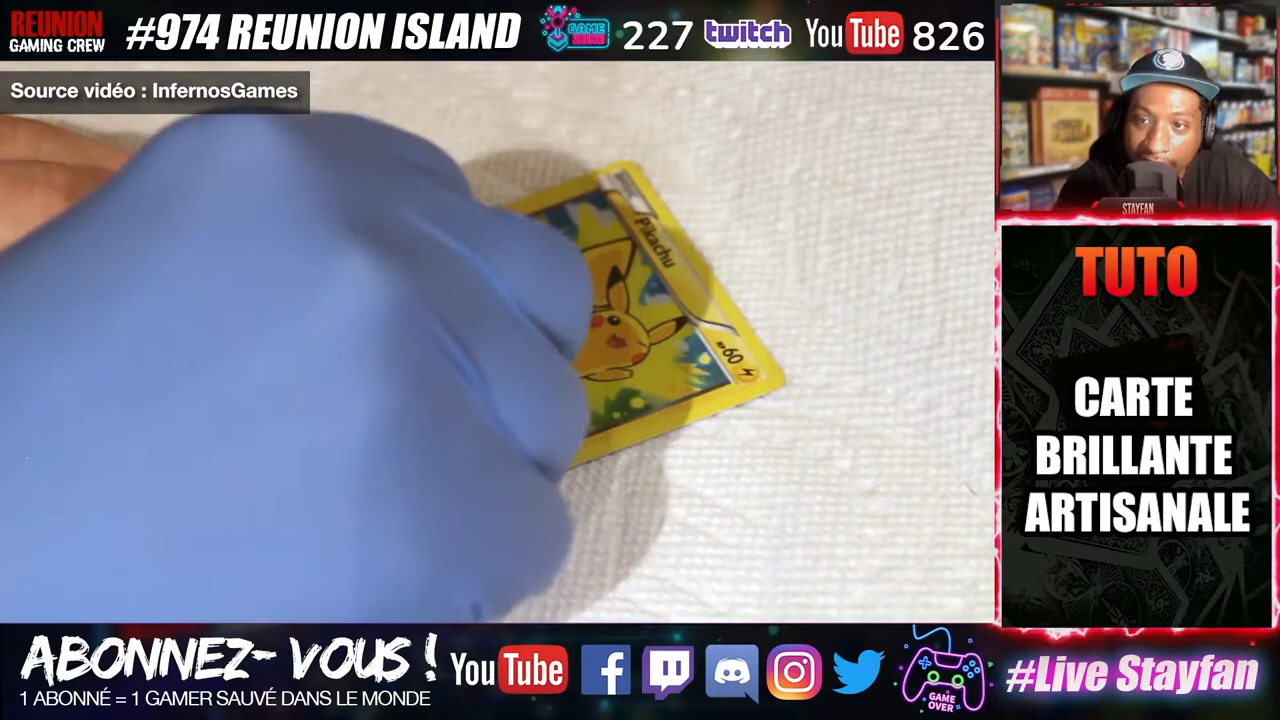 REUNION
GAMING CREW
#974 REUNION ISLAND
GAME
ZONE
227
twitch
YouTube
826
Source vidéo : InfernosGames
Pikachu
60
STAYFAN
TUTO
CARTE
BRILLANTE
ARTISANALE
ABONNEZ-VOUS !
1 ABONNÉ = 1 GAMER SAUVÉ DANS LE MONDE
YouTube
GAME
OVER
#Live Stayfan